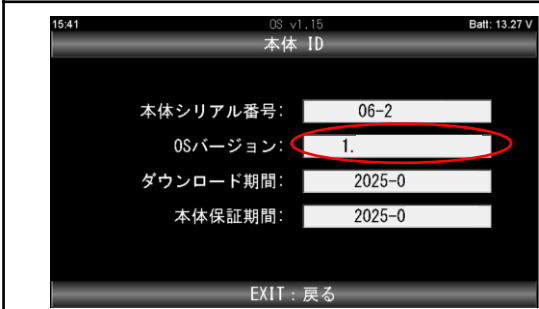 15:41 OS v1.15 Batt: 13.27 V
本体 ID
本体シリアル番号: 06-2
OSバージョン: 1.
ダウンロード期間: 2025-0
本体保証期間: 2025-0
EXIT：戻る